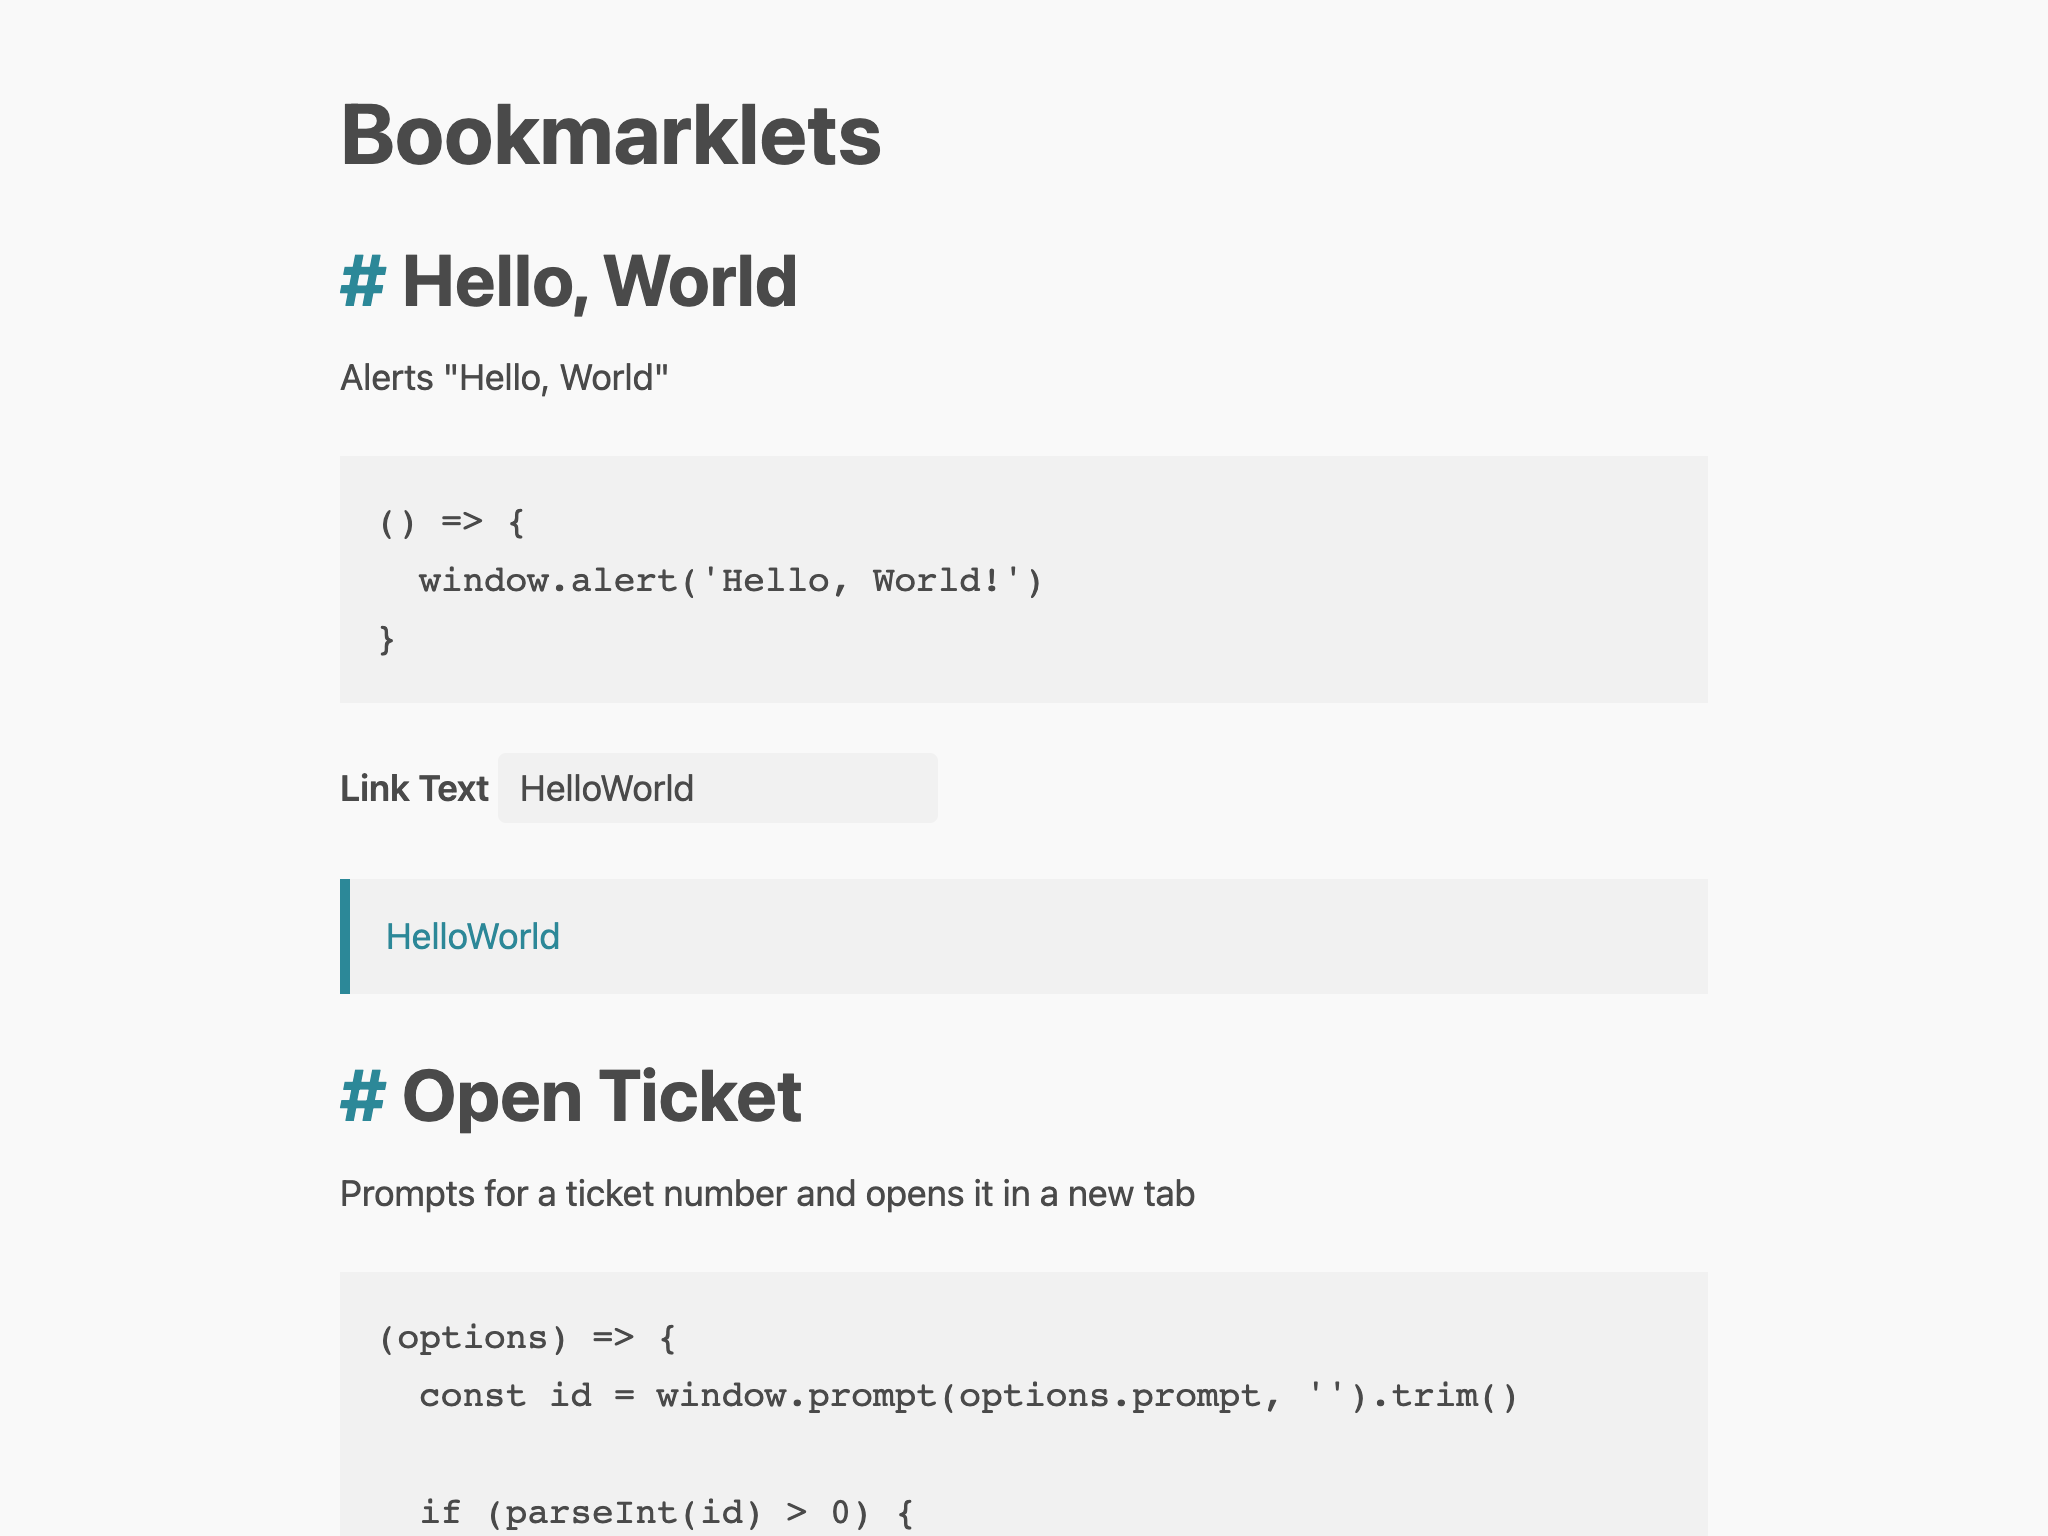 Bookmarklets
# Hello, World
Alerts "Hello, World"
() => {
  window.alert('Hello, World!')
}
Link Text HelloWorld
HelloWorld
# Open Ticket
Prompts for a ticket number and opens it in a new tab
(options) => {
  const id = window.prompt(options.prompt, '').trim()
  if (parseInt(id) > 0) {